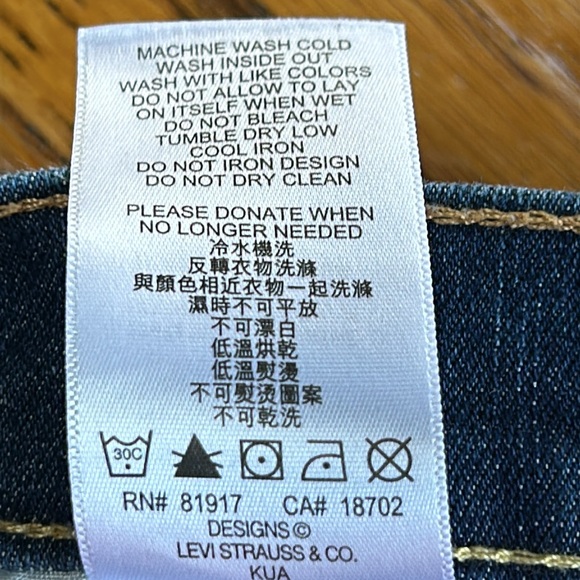 MACHINE WASH COLD
WASH INSIDE OUT
WASH WITH LIKE COLORS
DO NOT ALLOW TO LAY
ON ITSELF WHEN WET
DO NOT BLEACH
TUMBLE DRY LOW
COOL IRON
DO NOT IRON DESIGN
DO NOT DRY CLEAN
PLEASE DONATE WHEN
NO LONGER NEEDED
冷水機洗
反轉衣物洗滌
與顏色相近衣物一起洗滌
濕時不可平放
不可漂白
低溫烘乾
低溫熨燙
不可熨燙圖案
不可乾洗
30C
RN# 81917 CA# 18702
DESIGNS©
LEVI STRAUSS & CO.
KUA